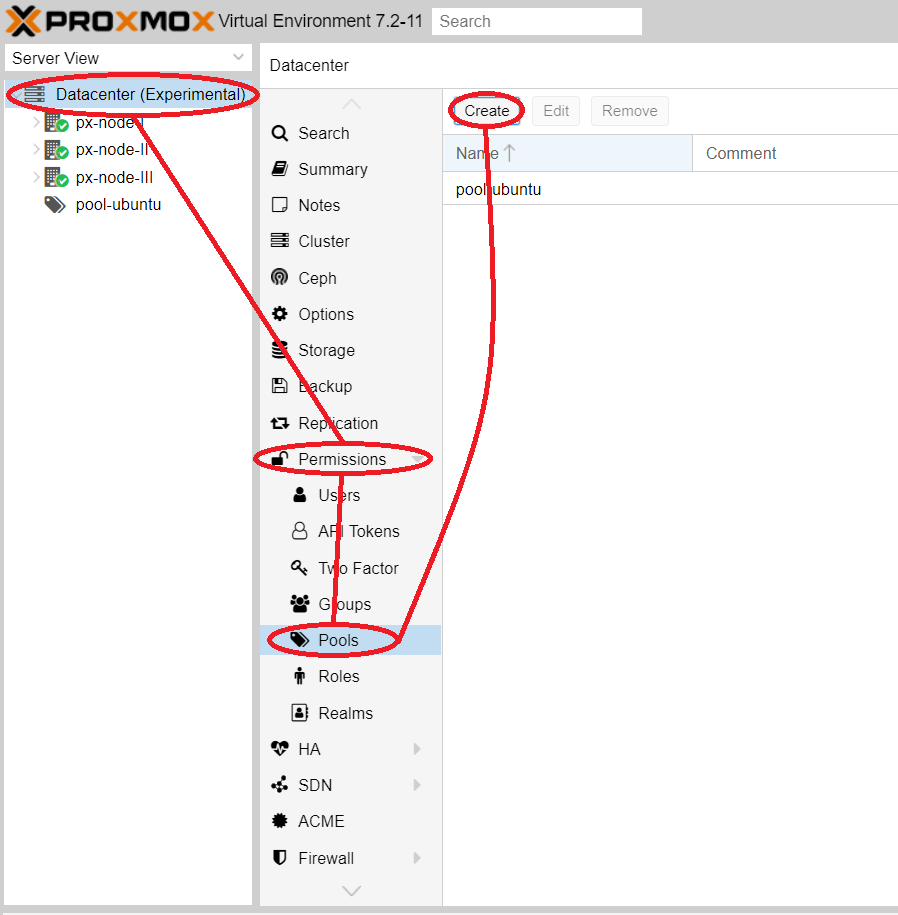 PROXMOX Virtual Environment 7.2-11 Search
Server View
Datacenter (Experimental)
px-node-I
px-node-II
px-node-III
pool-ubuntu
Datacenter
Search
Summary
Notes
Cluster
Ceph
Options
Storage
Backup
Replication
Permissions
Users
API Tokens
Two Factor
Groups
Pools
Roles
Realms
HA
SDN
ACME
Firewall
Create Edit Remove
Name Comment
pool-ubuntu